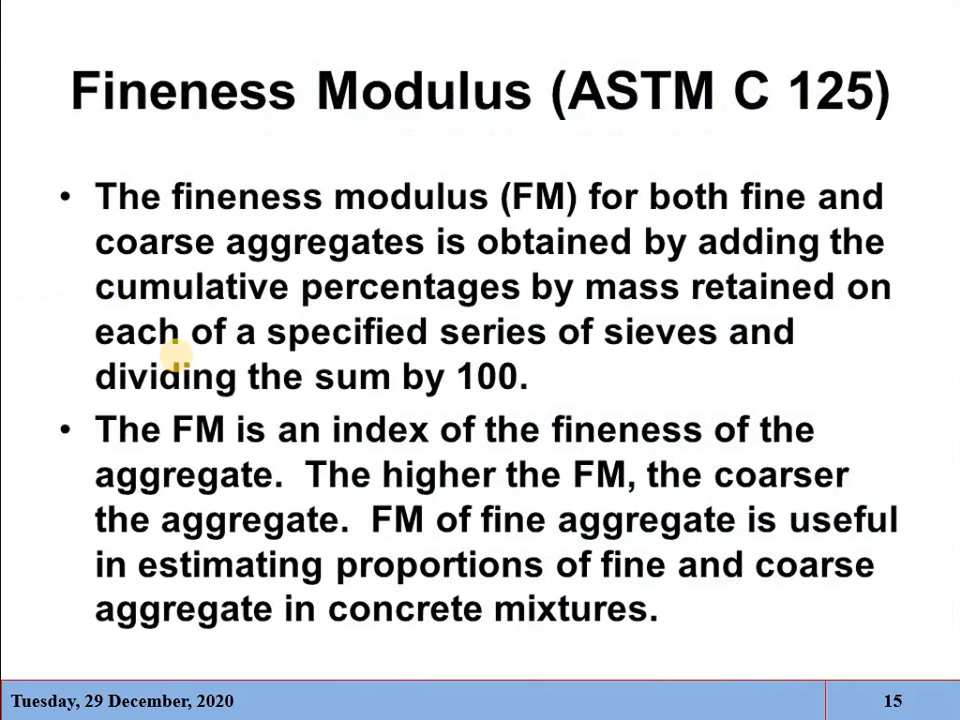 Fineness Modulus (ASTM C 125)
• The fineness modulus (FM) for both fine and
coarse aggregates is obtained by adding the
cumulative percentages by mass retained on
each of a specified series of sieves and
dividing the sum by 100.
• The FM is an index of the fineness of the
aggregate. The higher the FM, the coarser
the aggregate. FM of fine aggregate is useful
in estimating proportions of fine and coarse
aggregate in concrete mixtures.
Tuesday, 29 December, 2020
15